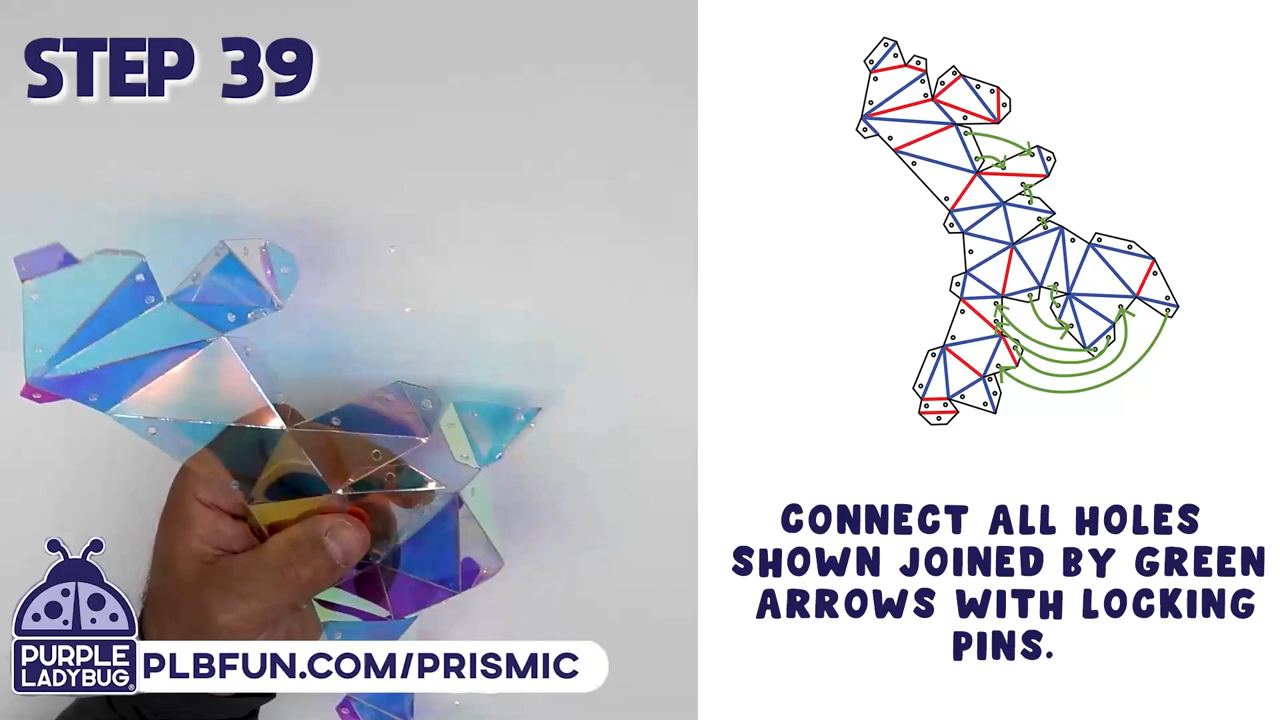 STEP 39
CONNECT ALL HOLES
SHOWN JOINED BY GREEN
ARROWS WITH LOCKING
PINS.
PURPLE
LADYBUG®
PLBFUN.COM/PRISMIC